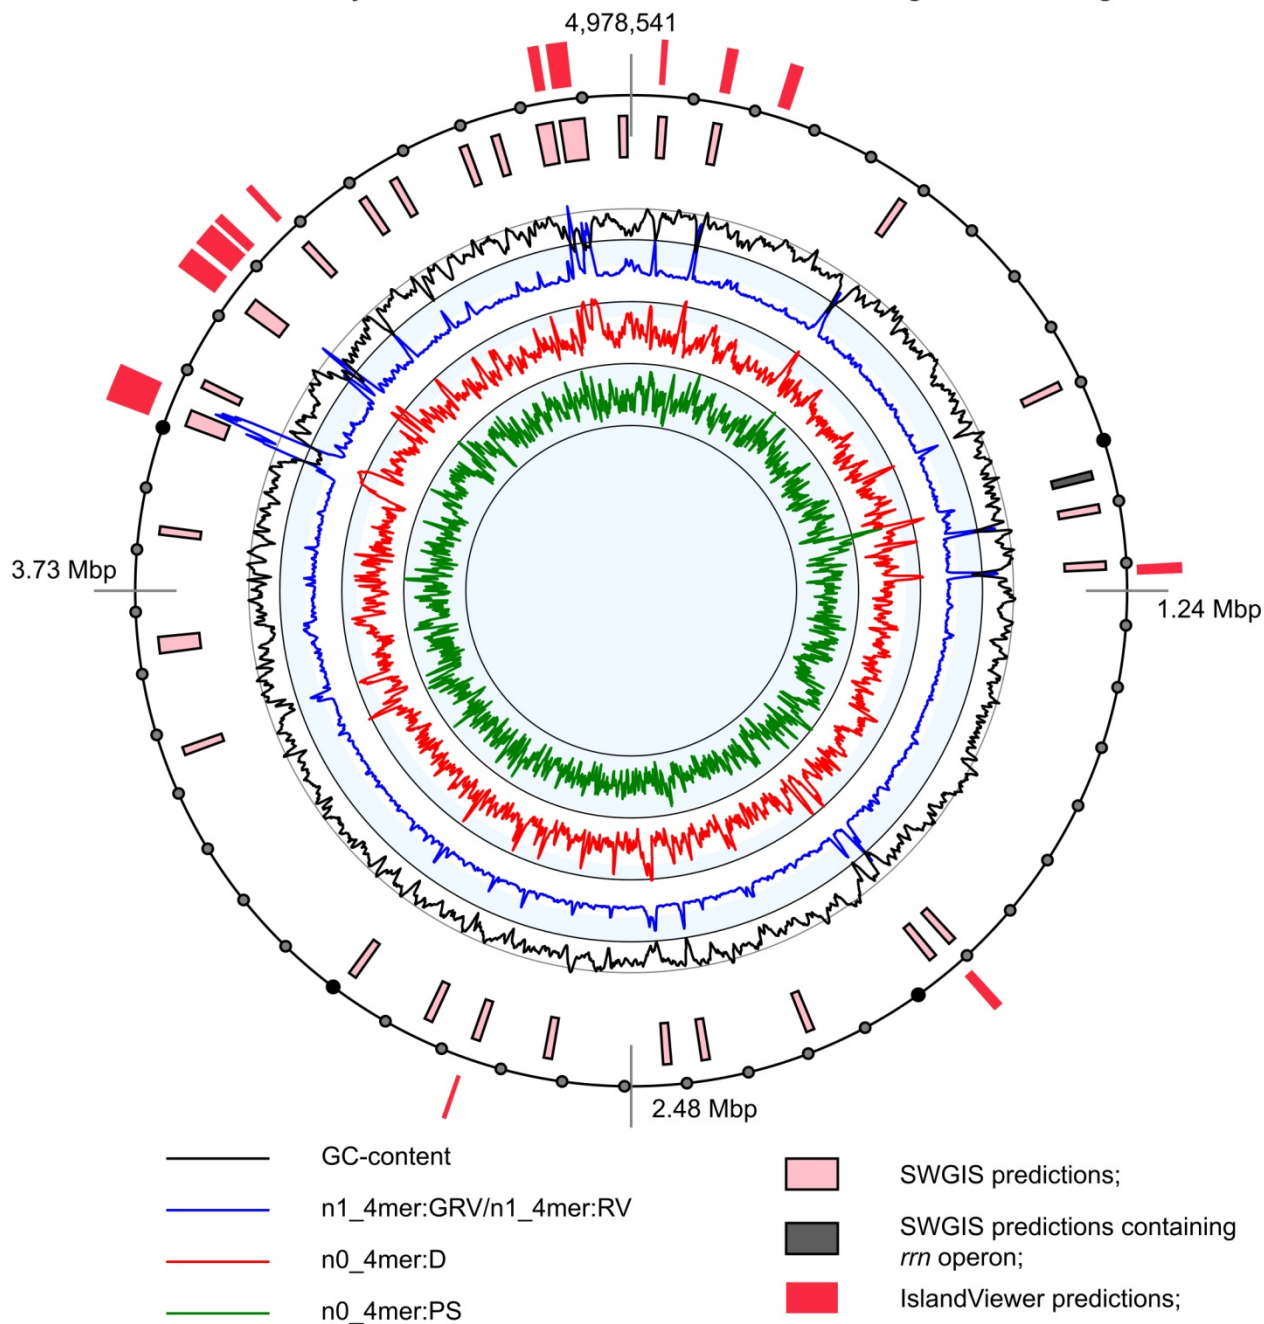 4,978,541
3.73 Mbp
1.24 Mbp
2.48 Mbp
GC-content
n1_4mer:GRV/n1_4mer:RV
n0_4mer:D
n0_4mer:PS
SWGIS predictions;
SWGIS predictions containing
rrn operon;
IslandViewer predictions;